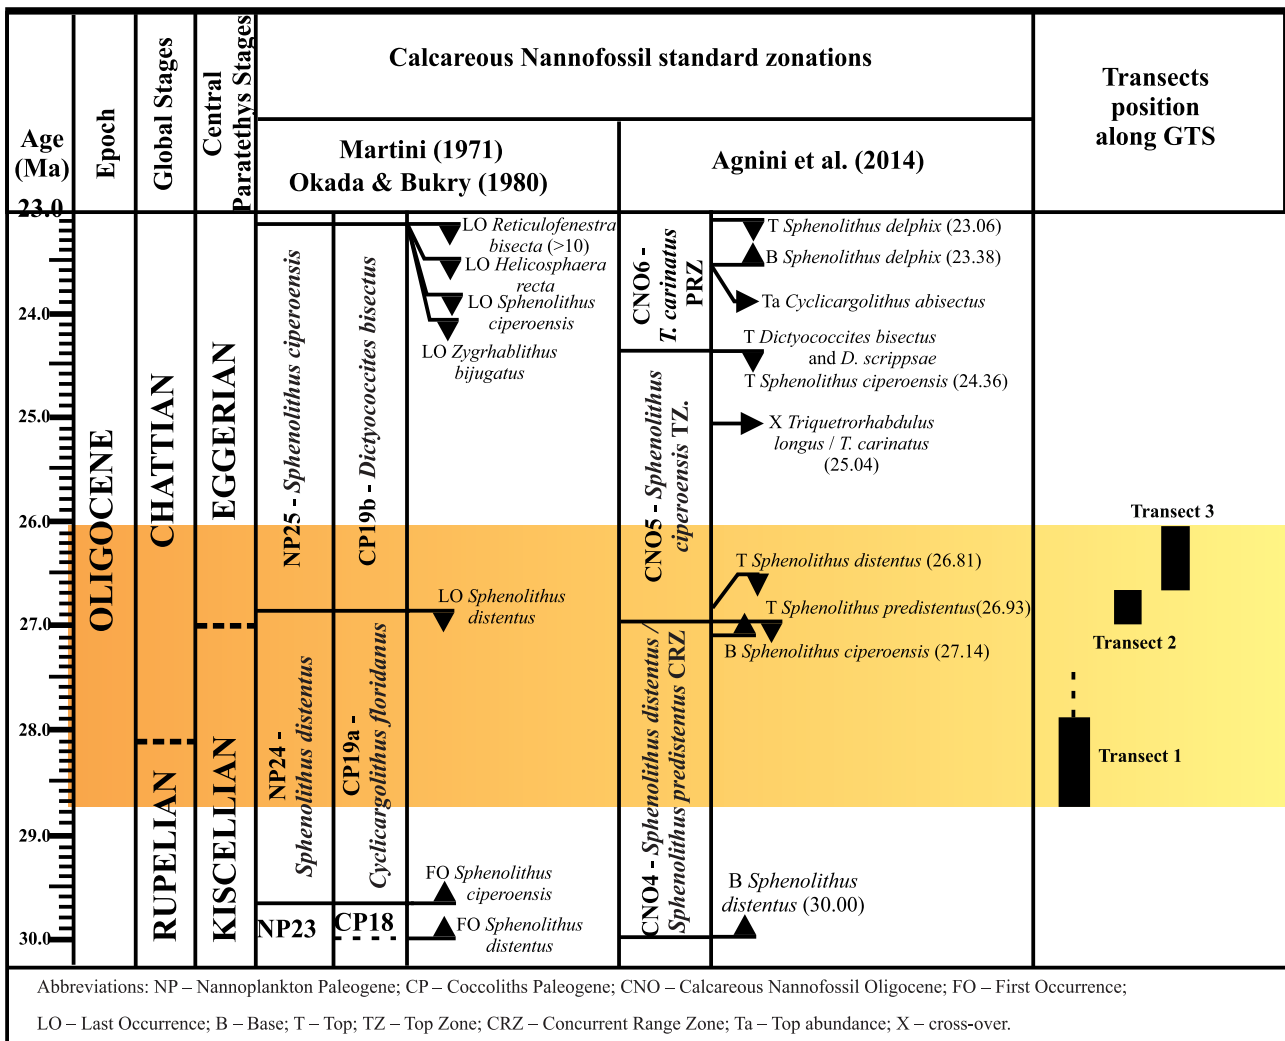 Age
(Ma)
Epoch
Global Stages
Central
Paratethys Stages
Calcareous Nannofossil standard zonations
Martini (1971)
Okada & Bukry (1980)
Agnini et al. (2014)
Transects
position
along GTS
23.0
24.0
25.0
26.0
27.0
28.0
29.0
30.0
OLIGOCENE
CHATTIAN
RUPELIAN
EGGERIAN
KISCELLIAN
NP25 - Sphenolithus ciperoensis
NP24 -
Sphenolithus distentus
NP23
CP19b - Dictyococcites bisectus
CP19a -
Cyclicargolithus floridanus
CP18
LO Reticulofenestra
bisecta (>10)
LO Helicosphaera
recta
LO Sphenolithus
ciperoensis
LO Zygrhablithus
bijugatus
LO Sphenolithus
distentus
FO Sphenolithus
ciperoensis
FO Sphenolithus
distentus
CNO6 -
T. carinatus
PRZ
CNO5 - Sphenolithus
ciperoensis TZ.
CNO4 - Sphenolithus distentus /
Sphenolithus predistentus CRZ
T Sphenolithus delphix (23.06)
B Sphenolithus delphix (23.38)
Ta Cyclicargolithus abisectus
T Dictyococcites bisectus
and D. scrippsae
T Sphenolithus ciperoensis (24.36)
X Triquetrorhabdulus
longus / T. carinatus
(25.04)
T Sphenolithus distentus (26.81)
T Sphenolithus predistentus(26.93)
B Sphenolithus ciperoensis (27.14)
B Sphenolithus
distentus (30.00)
Transect 3
Transect 2
Transect 1
Abbreviations: NP – Nannoplankton Paleogene; CP – Coccoliths Paleogene; CNO – Calcareous Nannofossil Oligocene; FO – First Occurrence;
LO – Last Occurrence; B – Base; T – Top; TZ – Top Zone; CRZ – Concurrent Range Zone; Ta – Top abundance; X – cross-over.